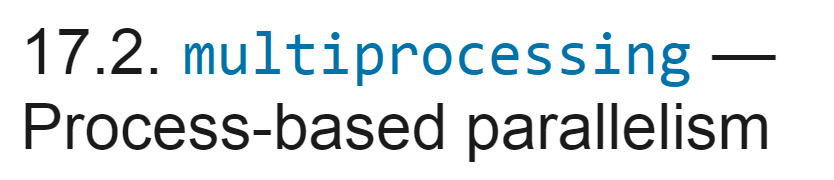 17.2. multiprocessing —
Process-based parallelism